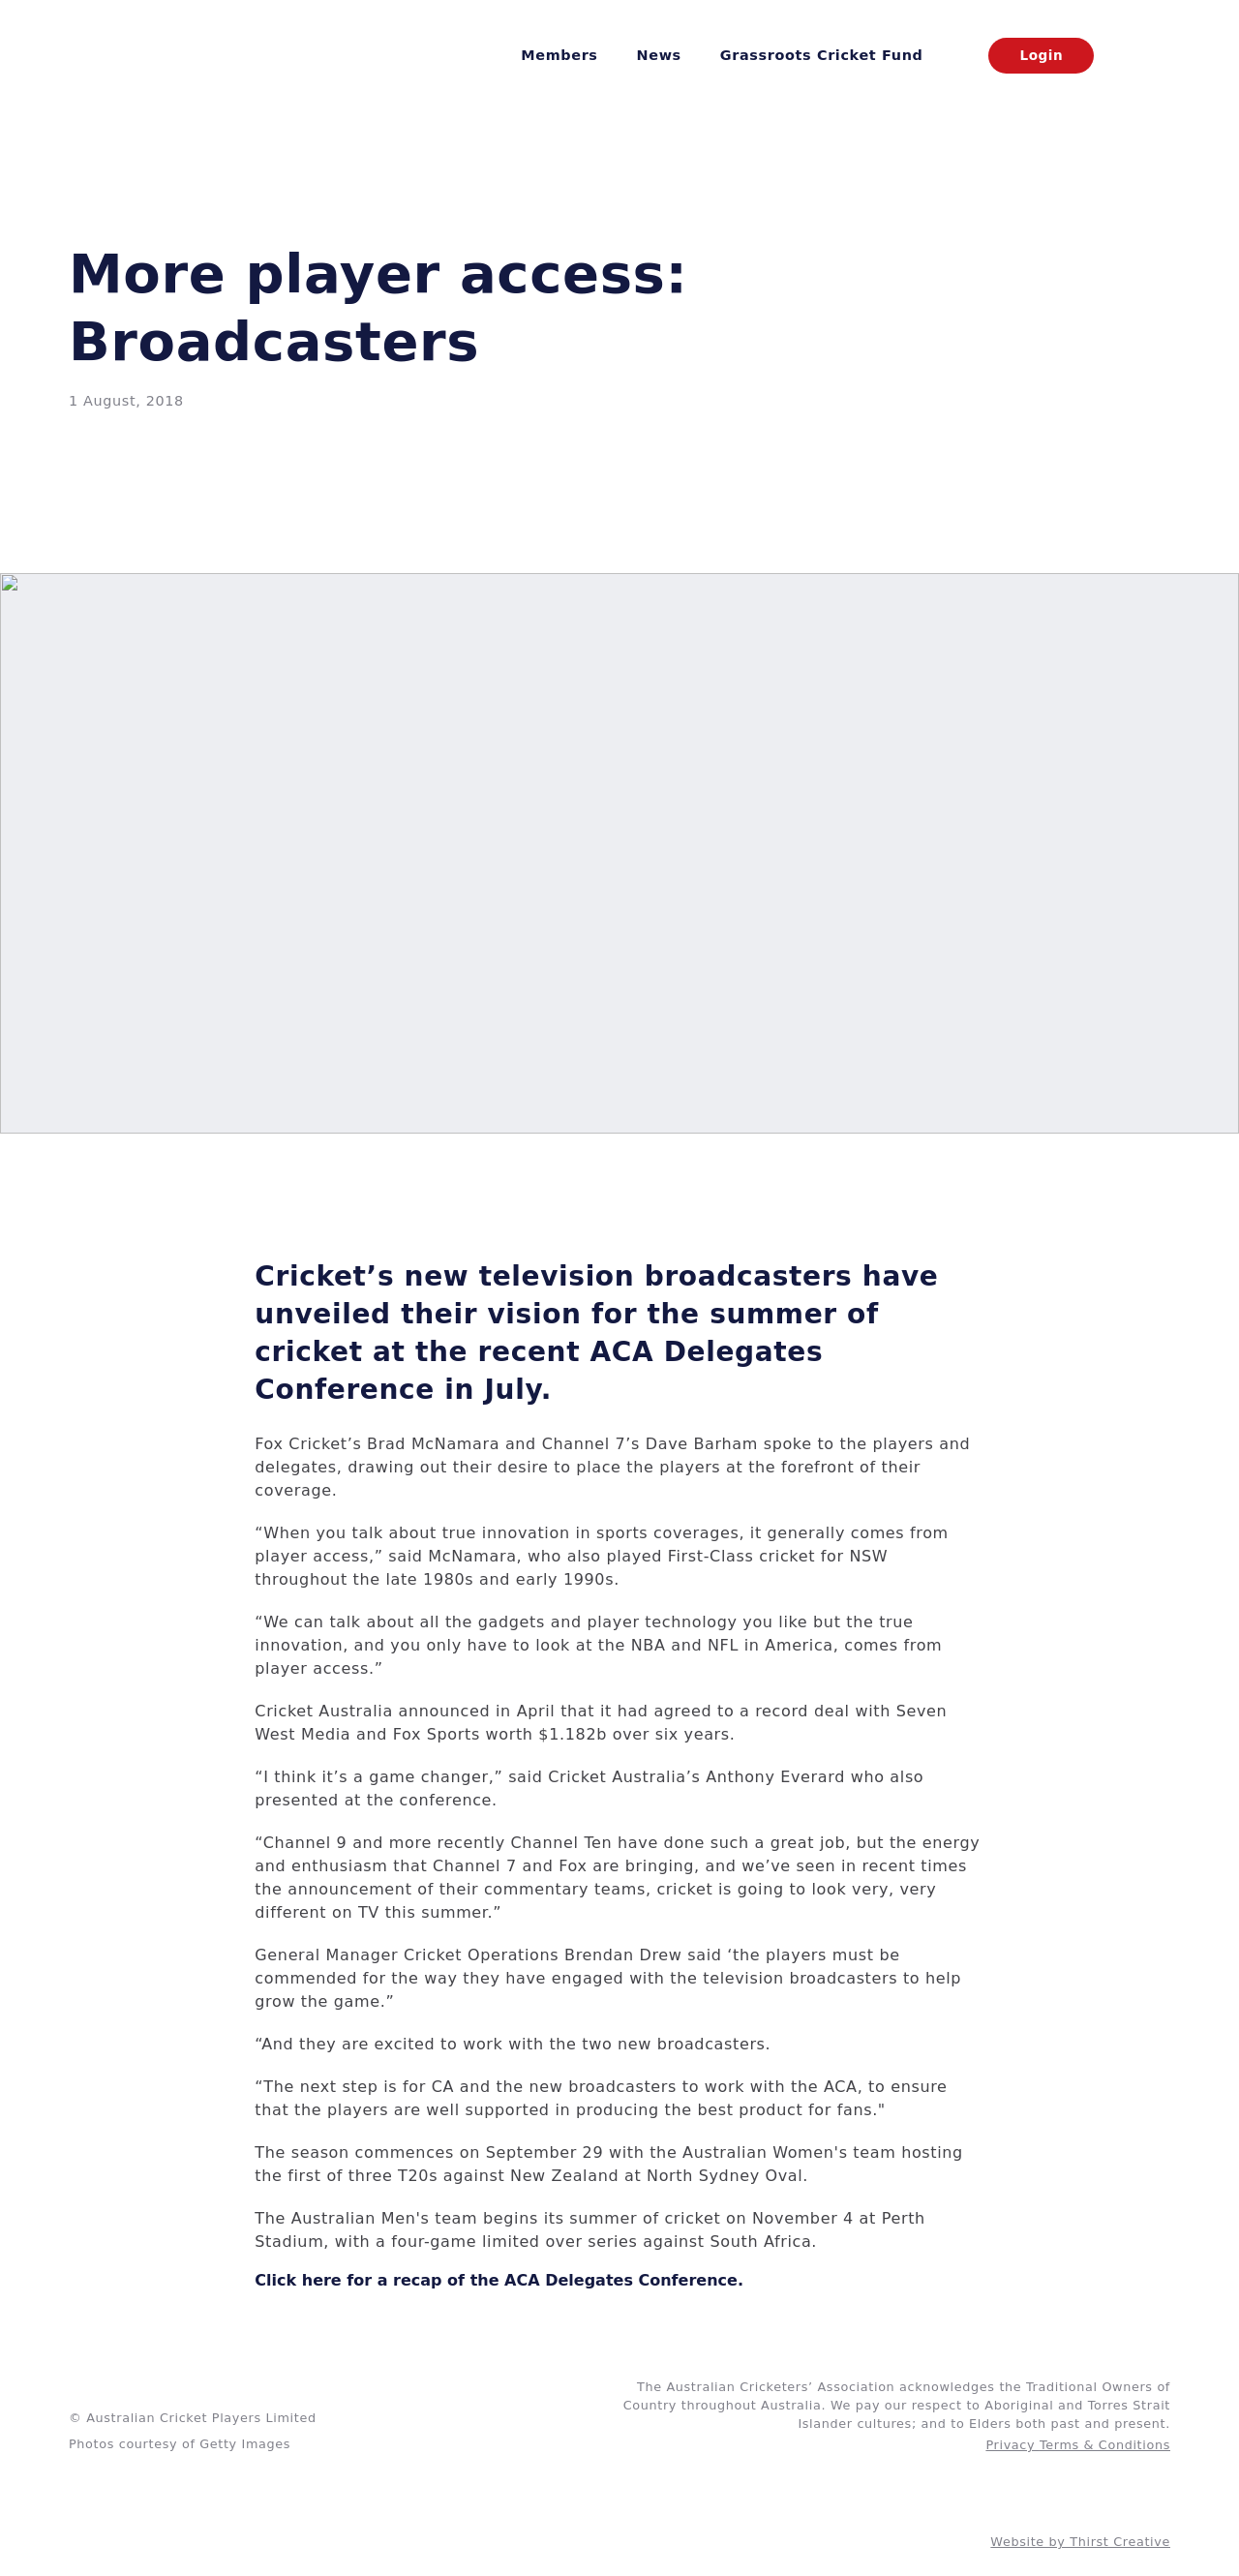 Members News Grassroots Cricket Fund Login
More player access:
Broadcasters
1 August, 2018
Cricket’s new television broadcasters have
unveiled their vision for the summer of
cricket at the recent ACA Delegates
Conference in July.
Fox Cricket’s Brad McNamara and Channel 7’s Dave Barham spoke to the players and
delegates, drawing out their desire to place the players at the forefront of their
coverage.
“When you talk about true innovation in sports coverages, it generally comes from
player access,” said McNamara, who also played First-Class cricket for NSW
throughout the late 1980s and early 1990s.
“We can talk about all the gadgets and player technology you like but the true
innovation, and you only have to look at the NBA and NFL in America, comes from
player access.”
Cricket Australia announced in April that it had agreed to a record deal with Seven
West Media and Fox Sports worth $1.182b over six years.
“I think it’s a game changer,” said Cricket Australia’s Anthony Everard who also
presented at the conference.
“Channel 9 and more recently Channel Ten have done such a great job, but the energy
and enthusiasm that Channel 7 and Fox are bringing, and we’ve seen in recent times
the announcement of their commentary teams, cricket is going to look very, very
different on TV this summer.”
General Manager Cricket Operations Brendan Drew said ‘the players must be
commended for the way they have engaged with the television broadcasters to help
grow the game.”
“And they are excited to work with the two new broadcasters.
“The next step is for CA and the new broadcasters to work with the ACA, to ensure
that the players are well supported in producing the best product for fans."
The season commences on September 29 with the Australian Women's team hosting
the first of three T20s against New Zealand at North Sydney Oval.
The Australian Men's team begins its summer of cricket on November 4 at Perth
Stadium, with a four-game limited over series against South Africa.
Click here for a recap of the ACA Delegates Conference.
© Australian Cricket Players Limited
Photos courtesy of Getty Images
The Australian Cricketers’ Association acknowledges the Traditional Owners of
Country throughout Australia. We pay our respect to Aboriginal and Torres Strait
Islander cultures; and to Elders both past and present.
Privacy Terms & Conditions
Website by Thirst Creative